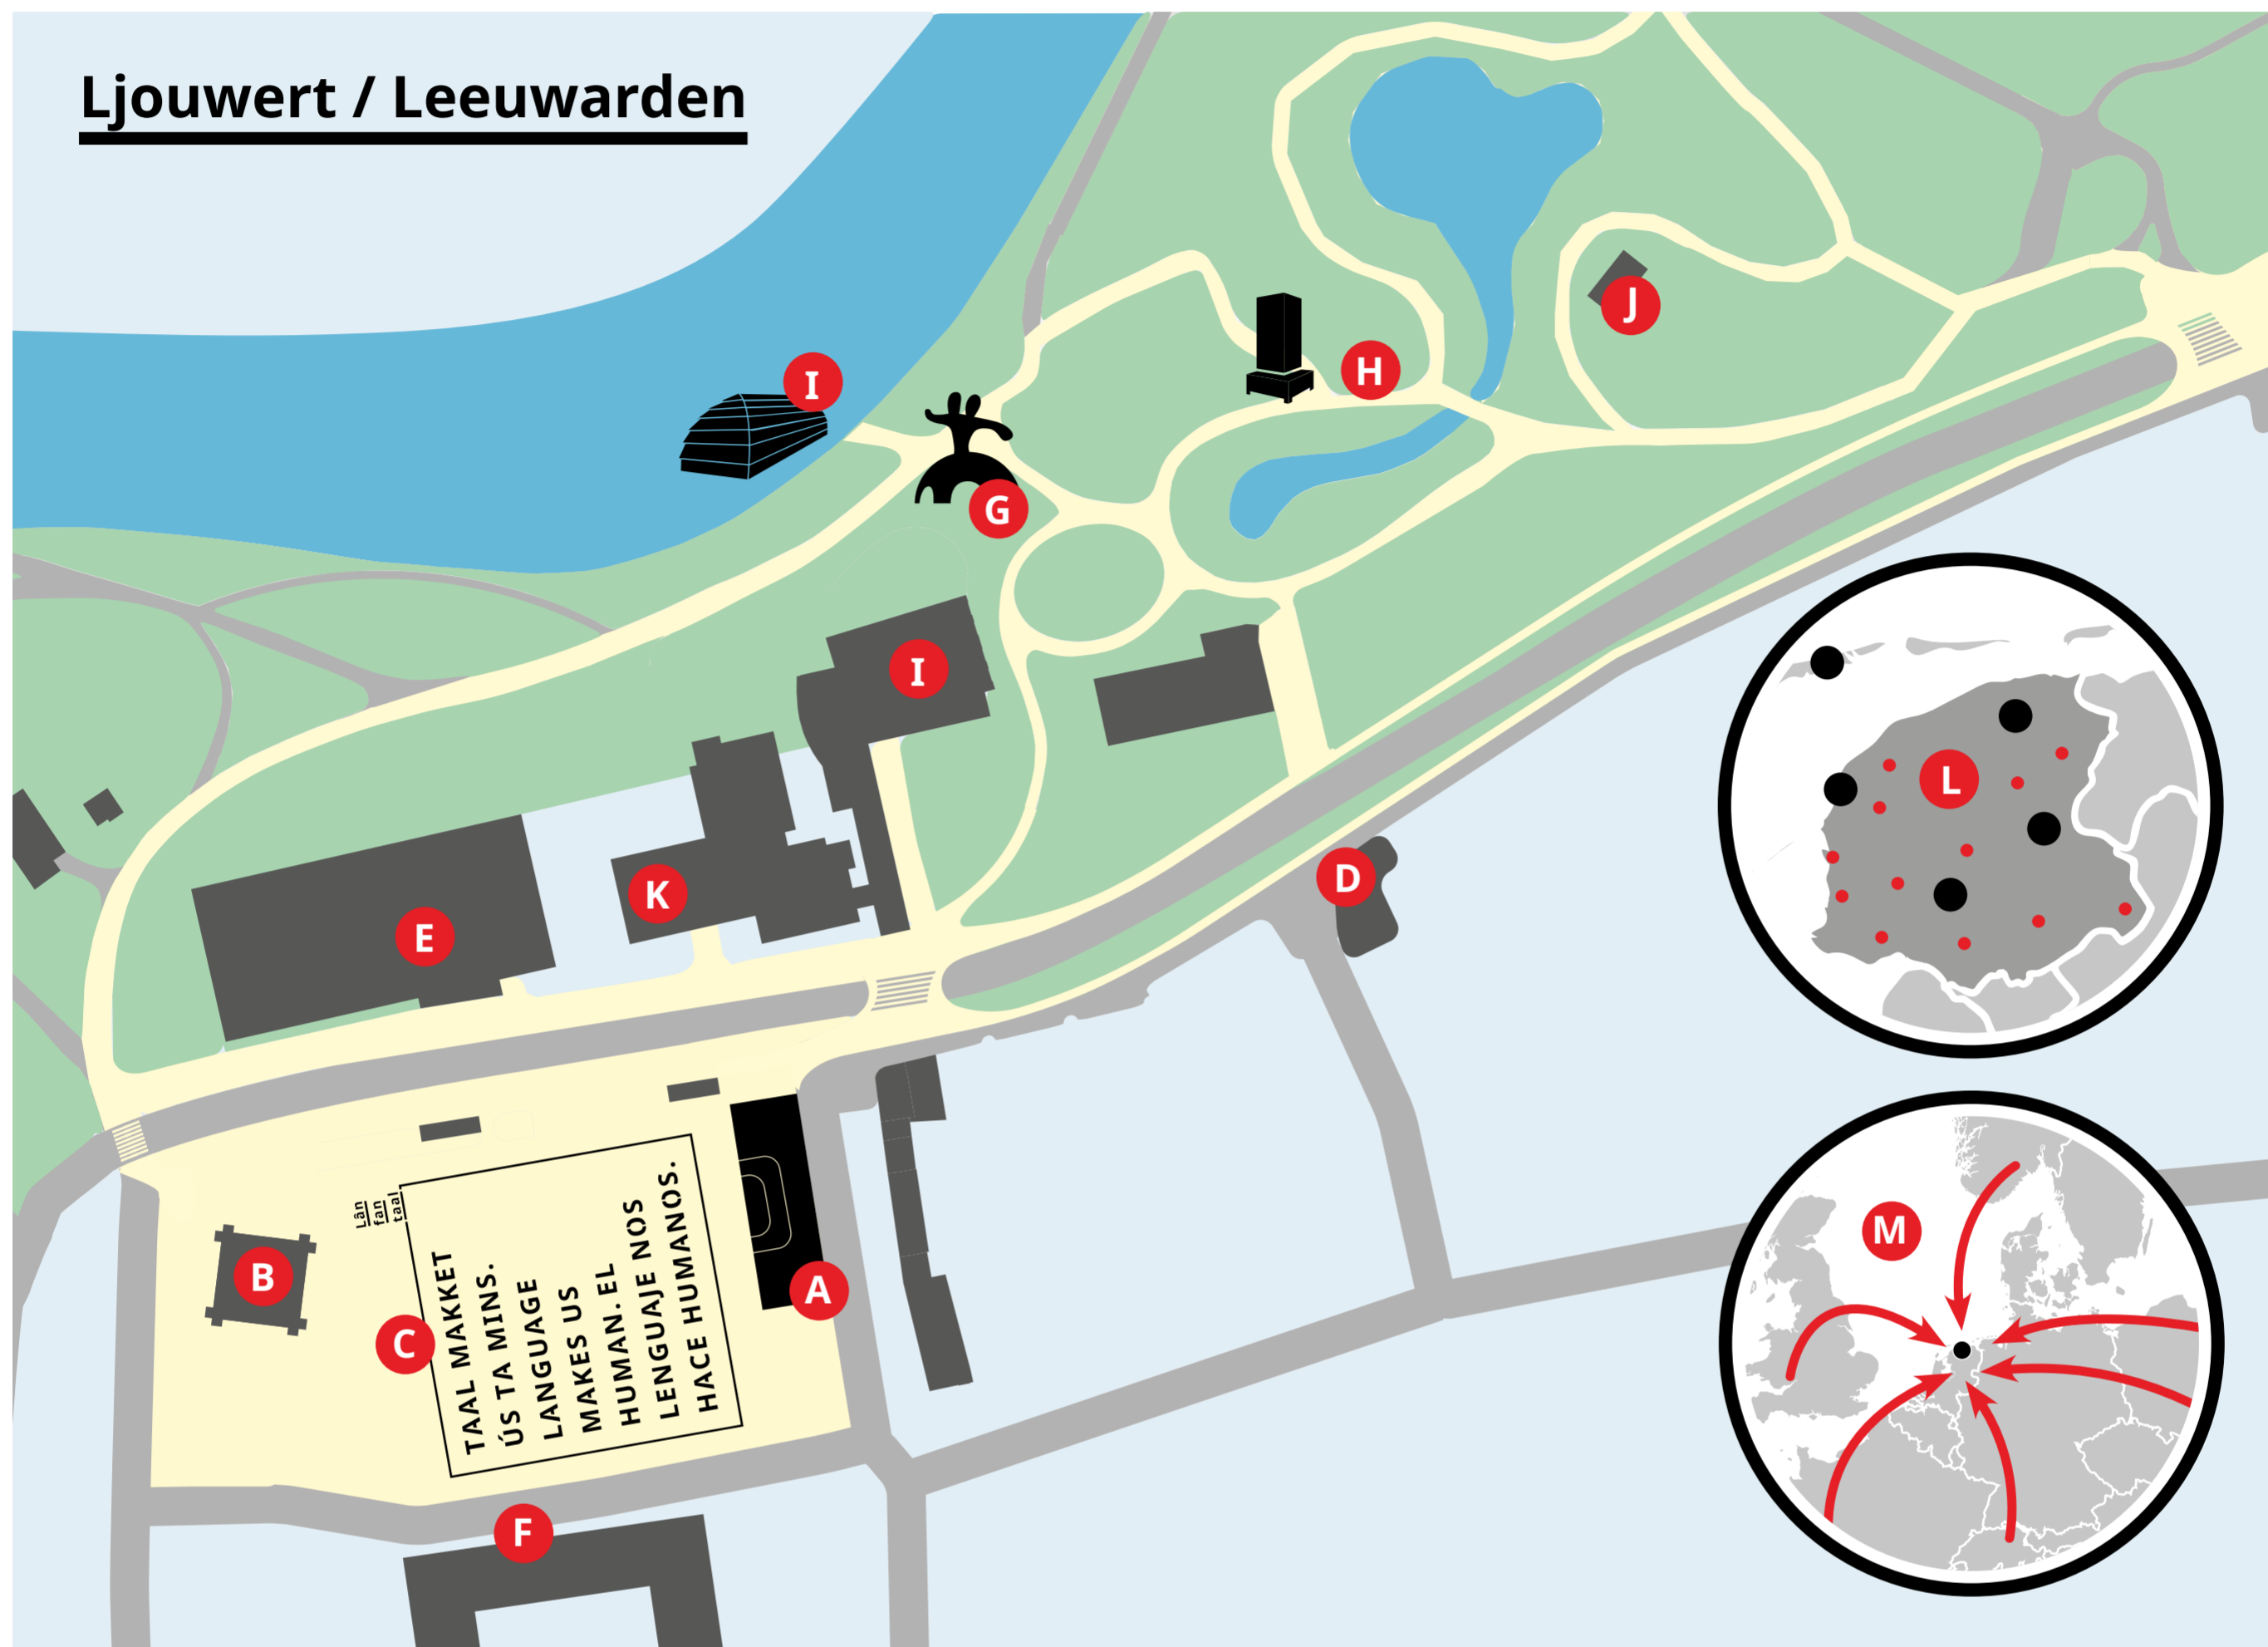 Ljouwert / Leeuwarden
I
G
H
J
I
K
E
D
L
Lân
fan
taal
TAAL MAKKET
ÚS TA MINS.
LANGUAGE
MAKES US
HUMAN. EL
LENGUAJE NOS
HACE HUMANOS.
B
C
A
F
M